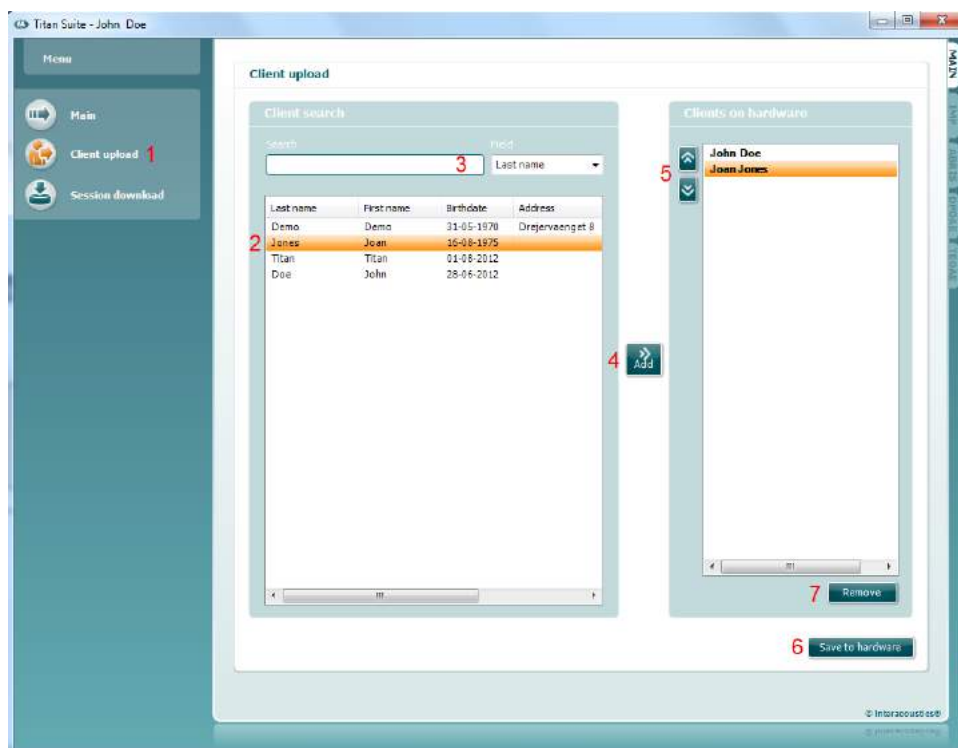 Titan Suite - John Doe
Menu
Main
Client upload 1
Session download
Client upload
Client search
Search Field
3 Last name
Last name First name Birthdate Address
Demo Demo 31-05-1970 Drejervaenget 8
2 Jones Joan 16-08-1975
Titan Titan 01-08-2012
Doe John 28-06-2012
4 Add
Clients on hardware
5
John Doe
Joan Jones
7 Remove
6 Save to hardware
MAIN
IMP
© Interacoustics®